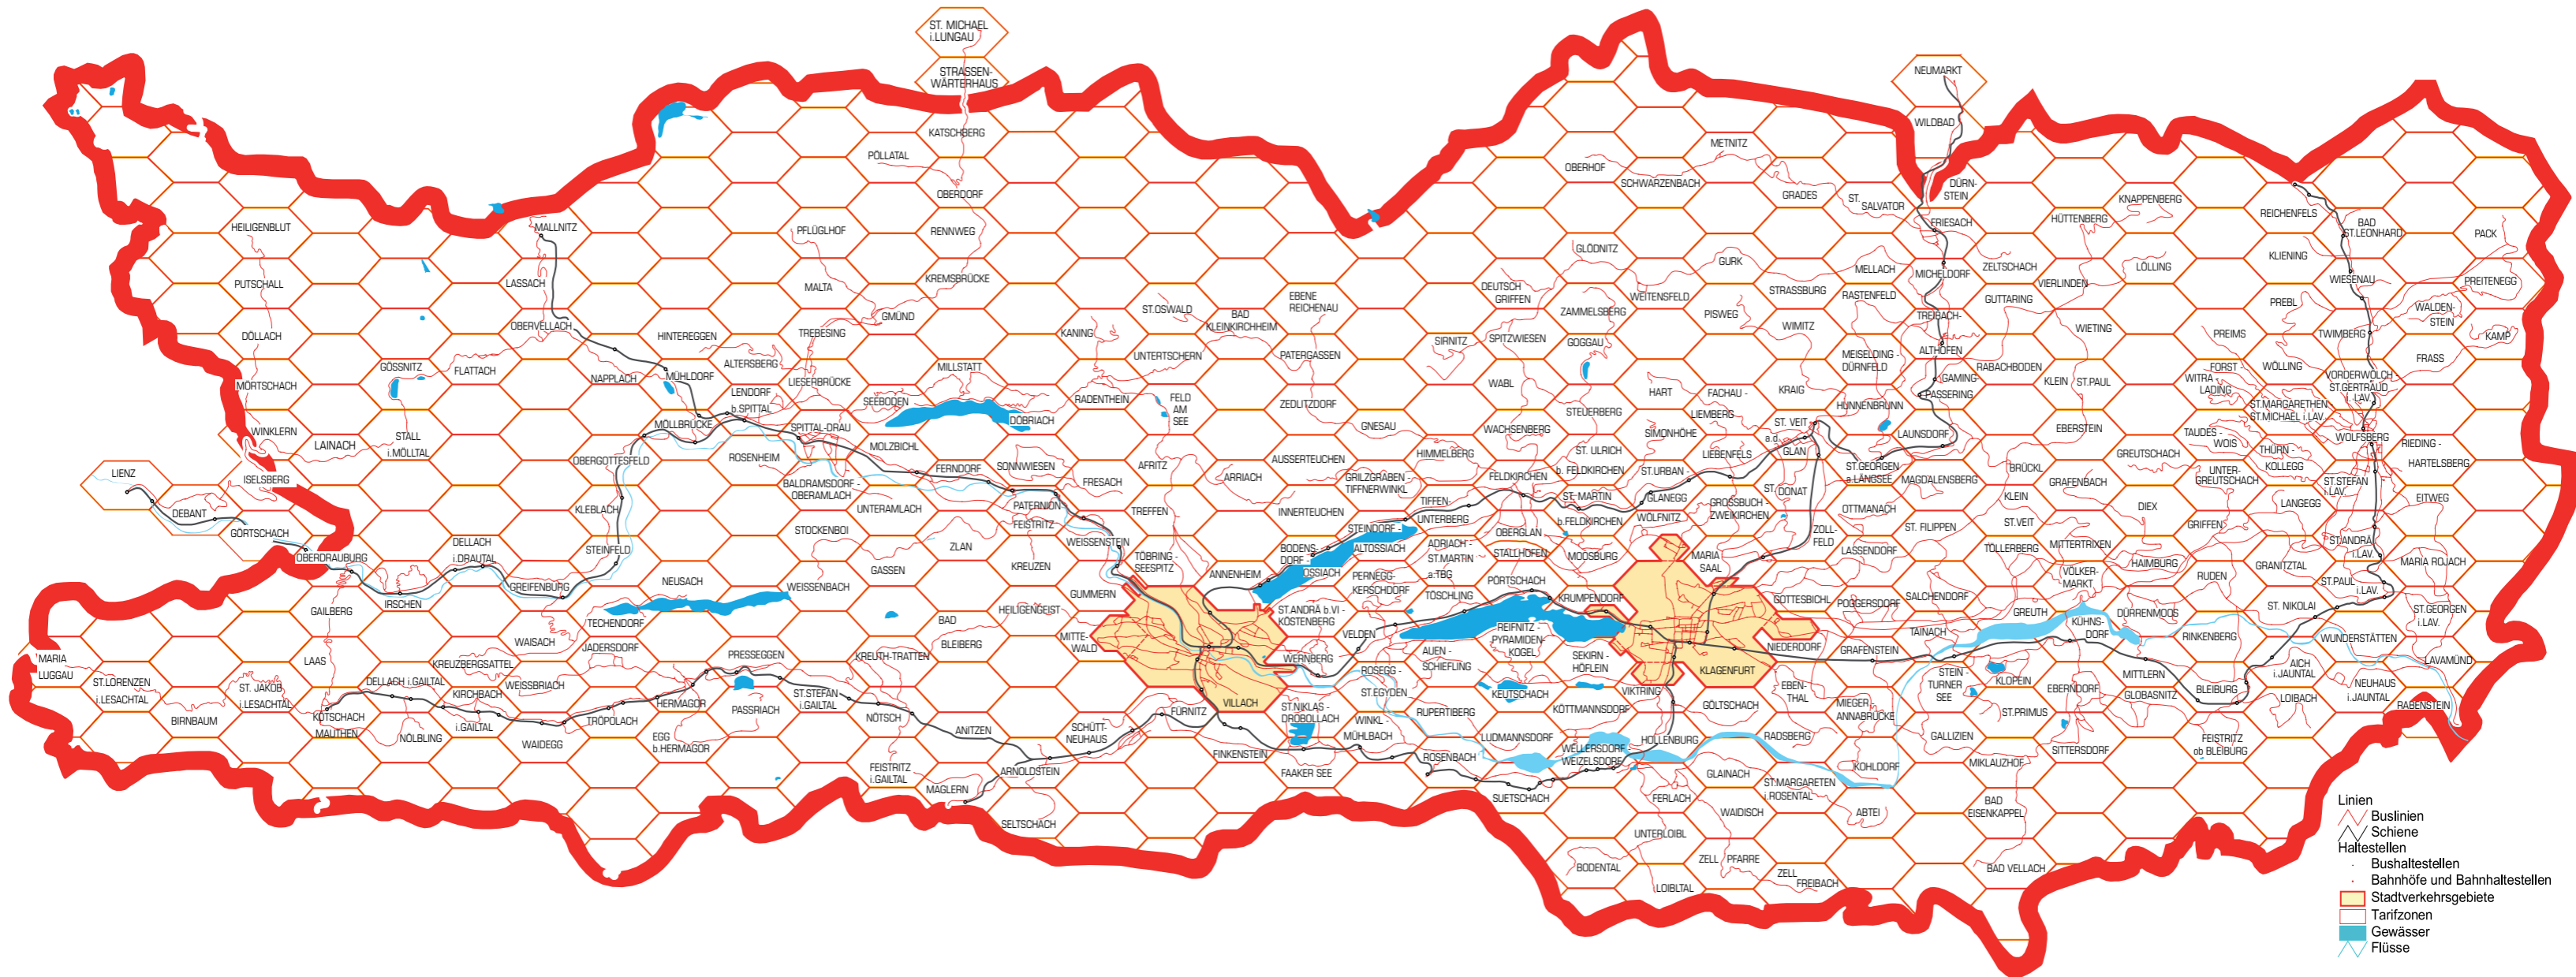 ST. MICHAEL
i.LUNGAU
STRASSEN-
WÄRTERHAUS
NEUMARKT
WILDBAD
KATSCHBERG
PÖLLATAL
OBERDORF
RENNWEG
KREMSBRÜCKE
OBERHOF
METNITZ
SCHWARZENBACH
GRADES
ST.
SALVATOR
DÜRN-
STEIN
FRIESACH
HÜTTENBERG
KNAPPENBERG
REICHENFELS
BAD
ST.LEONHARD
PACK
HEILIGENBLUT
PUTSCHALL
DÖLLACH
MÖRTSCHACH
WINKLERN
MALLNITZ
LASSACH
OBERVELLACH
PFLÜGLHOF
MALTA
GMÜND
TREBESING
HINTEREGGEN
ALTERSBERG
LIESERBRÜCKE
GLÖDNITZ
DEUTSCH
GRIFFEN
WEITENSFELD
ZAMMELSBERG
GURK
STRASSBURG
PISWEG
WIMITZ
MELLACH
RASTENFELD
MICHELDORF
ZELTSCHACH
GUTTARING
VIERLINDEN
LÖLLING
KLIENING
WIESENAU
PREITENEGG
PREBL
WALDEN-
STEIN
KAMP
TREIBACH-
ALTHOFEN
WIETING
PREIMS
TWIMBERG
FRASS
EBENE
REICHENAU
ST.OSWALD
BAD
KLEINKIRCHHEIM
KANING
UNTERTSCHERN
PATERGASSEN
SIRNITZ
SPITZWIESEN
GOGGAU
GÖSSNITZ
FLATTACH
NAPPLACH
MÜHLDORF
LENDORF
b.SPITTAL
MILLSTATT
SEEBODEN
DÖBRIACH
RADENTHEIN
FELD
AM
SEE
ZEDLITZDORF
GNESAU
WABL
HART
FACHAU -
LIEMBERG
KRAIG
MEISELDING -
DÜRNFELD
GAMING-
PASSERING
RABACHBODEN
KLEIN ST.PAUL
FORST -
WITRA -
LADING
WÖLLING
VORDERWÖLCH -
ST.GERTRAUD
i. LAV.
ST.MARGARETHEN
ST.MICHAEL i.LAV.
LAINACH
STALL
i.MÖLLTAL
MÖLLBRÜCKE
SPITTAL-DRAU
MOLZBICHL
STEUERBERG
WACHSENBERG
SIMONHÖHE
ST. VEIT
a.d.
GLAN
HUNNENBRUNN
LAUNSDORF
EBERSTEIN
TAUDES -
WOIS
WOLFSBERG
RIEDING -
HARTELSBERG
LIENZ
ISELSBERG
DEBANT
GÖRTSCHACH
OBERGOTTESFELD
ROSENHEIM
BALDRAMSDORF -
OBERAMLACH
FERNDORF
SONNWIESEN
FRESACH
AFRITZ
ARRIACH
AUSSERTEUCHEN
HIMMELBERG
GRILZGRABEN -
TIFFNERWINKL
FELDKIRCHEN
ST. ULRICH
b. FELDKIRCHEN
ST.URBAN -
GLANEGG
LIEBENFELS
ST.GEORGEN
a.LÄNGSEE
MAGDALENSBERG
BRÜCKL
GREUTSCHACH
THURN -
KOLLEGG
UNTER-
GREUTSCHACH
GRAFENBACH
ST.STEFAN
i.LAV.
EITWEG
KLEBLACH
UNTERAMLACH
PATERNION
FEISTRITZ
STOCKENBOI
TREFFEN
INNERTEUCHEN
TIFFEN-
UNTERBERG
ST. MARTIN
b.FELDKIRCHEN
WÖLFNITZ
GROSSBUCH -
ZWEIKIRCHEN
ST.
DONAT
OTTMANACH
KLEIN
ST.VEIT
DIEX
LANGEGG
GRIFFEN
OBERDRAUBURG
DELLACH
i.DRAUTAL
STEINFELD
ZLAN
WEISSENSTEIN
TÖBRING -
SEESPITZ
STEINDORF -
ALTOSSIACH
BODENS-
DORF -
OSSIACH
ADRIACH -
ST.MARTIN
a.TBG
OBERGLAN
STALLHOFEN
MOOSBURG
MARIA
SAAL
ZOLL-
FELD
LASSENDORF
ST. FILIPPEN
TÖLLERBERG
MITTERTRIXEN
HAIMBURG
ST.ANDRÄ
i.LAV.
GRANITZTAL
MARIA ROJACH
IRSCHEN
GREIFENBURG
NEUSACH
WEISSENBACH
GASSEN
KREUZEN
ANNENHEIM
PERNEGG-
KERSCHDORF
TÖSCHLING
PÖRTSCHACH
KRUMPENDORF
GOTTESBICHL
POGGERSDORF
SALCHENDORF
VÖLKER-
MARKT
RUDEN
ST.PAUL
i.LAV.
GAILBERG
TECHENDORF
HEILIGENGEIST
GUMMERN
ST.ANDRÄ b.VI -
KÖSTENBERG
VELDEN
REIFNITZ -
PYRAMIDEN-
KOGEL
TAINACH
GREUTH
KÜHNS-
DORF
DÜRRENMOOS
RINKENBERG
ST. NIKOLAI
ST.GEORGEN
i.LAV.
MARIA
LUGGAU
LAAS
WAISACH
JADERSDORF
KREUZBERGSATTEL
PRESSEGGEN
KREUTH-TRATTEN
BAD
BLEIBERG
MITTE-
WALD
WERNBERG
AUEN -
SCHIEFLING
SEKIRN -
HÖFLEIN
NIEDERDORF
GRAFENSTEIN
WUNDERSTÄTTEN
LAVAMÜND
ST.LORENZEN
i.LESACHTAL
ST. JAKOB
i.LESACHTAL
DELLACH i.GAILTAL
KIRCHBACH
i.GAILTAL
WEISSBRIACH
HERMAGOR
PASSRIACH
ST.STEFAN
i.GAILTAL
NÖTSCH
VILLACH
ROSEGG -
ST.EGYDEN
KEUTSCHACH
VIKTRING
KLAGENFURT
EBEN-
THAL
STEIN -
TURNER
SEE
KLOPEIN
EBERNDORF
MITTLERN
GLOBASNITZ
BLEIBURG
AICH
i.JAUNTAL
LOIBACH
NEUHAUS
i.JAUNTAL
RABENSTEIN
BIRNBAUM
KÖTSCHACH
MAUTHEN
NÖLBLING
TRÖPOLACH
WAIDEGG
EGG
b.HERMAGOR
ANITZEN
SCHÜTT-
NEUHAUS
FÜRNITZ
FINKENSTEIN
ST.NIKLAS -
DROBOLLACH
WINKL -
MÜHLBACH
RUPERTIBERG
LUDMANNSDORF
KÖTTMANNSDORF
GÖLTSCHACH
RADSBERG
MIEGER -
ANNABRÜCKE
GALLIZIEN
ST.PRIMUS
SITTERSDORF
FEISTRITZ
ob BLEIBURG
FEISTRITZ
i.GAILTAL
ARNOLDSTEIN
MAGLERN
FAAKER SEE
ROSENBACH
WELLERSDORF -
WEIZELSDORF
HOLLENBURG
GLAINACH
KOHLDORF
MIKLAUZHOF
SELTSCHACH
SUETSCHACH
FERLACH
ST.MARGARETEN
i.ROSENTAL
WAIDISCH
ABTEI
BAD
EISENKAPPEL
UNTERLOIBL
BODENTAL
ZELL PFARRE
LOIBLTAL
ZELL
FREIBACH
BAD VELLACH
Linien
Buslinien
Schiene
Haltestellen
Bushaltestellen
Bahnhöfe und Bahnhaltestellen
Stadtverkehrsgebiete
Tarifzonen
Gewässer
Flüsse